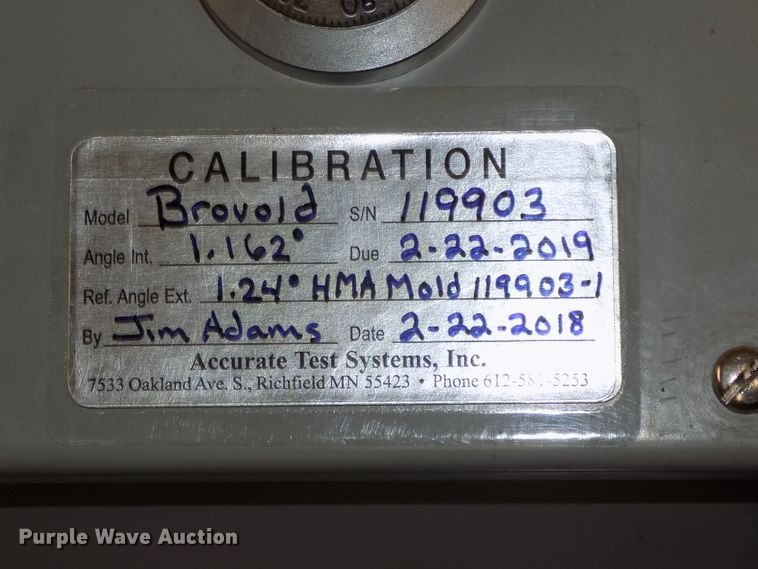 CALIBRATION
Model Brovold S/N 119903
Angle Int. 1.162° Due 2-22-2019
Ref. Angle Ext. 1.24° HMA Mold 119903-1
By Jim Adams Date 2-22-2018
Accurate Test Systems, Inc.
7533 Oakland Ave. S., Richfield MN 55423 • Phone 612-581-5253
Purple Wave Auction